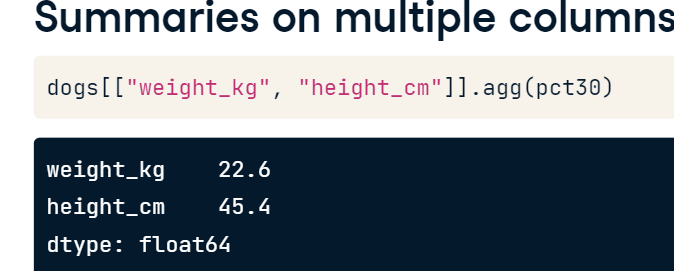 Summaries on multiple columns
dogs[["weight_kg", "height_cm"]].agg(pct30)
weight_kg    22.6
height_cm    45.4
dtype: float64